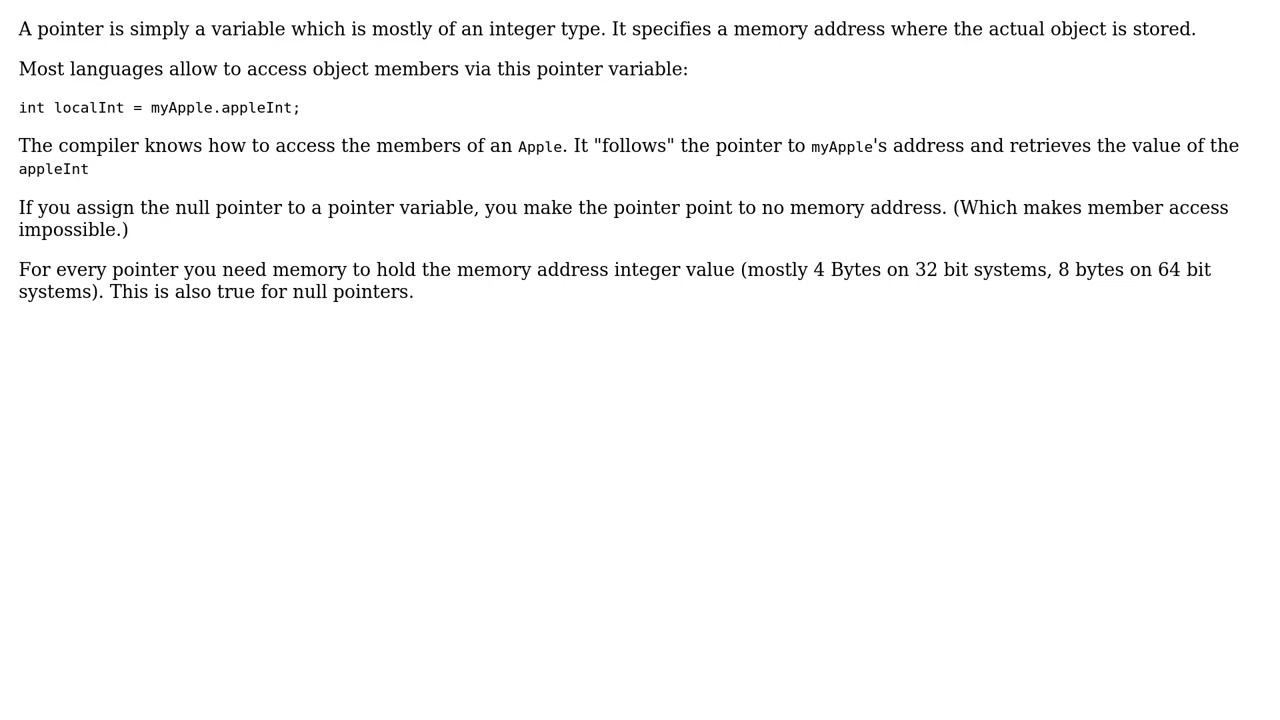 A pointer is simply a variable which is mostly of an integer type. It specifies a memory address where the actual object is stored.
Most languages allow to access object members via this pointer variable:
int localInt = myApple.appleInt;
The compiler knows how to access the members of an Apple. It "follows" the pointer to myApple's address and retrieves the value of the
appleInt
If you assign the null pointer to a pointer variable, you make the pointer point to no memory address. (Which makes member access
impossible.)
For every pointer you need memory to hold the memory address integer value (mostly 4 Bytes on 32 bit systems, 8 bytes on 64 bit
systems). This is also true for null pointers.